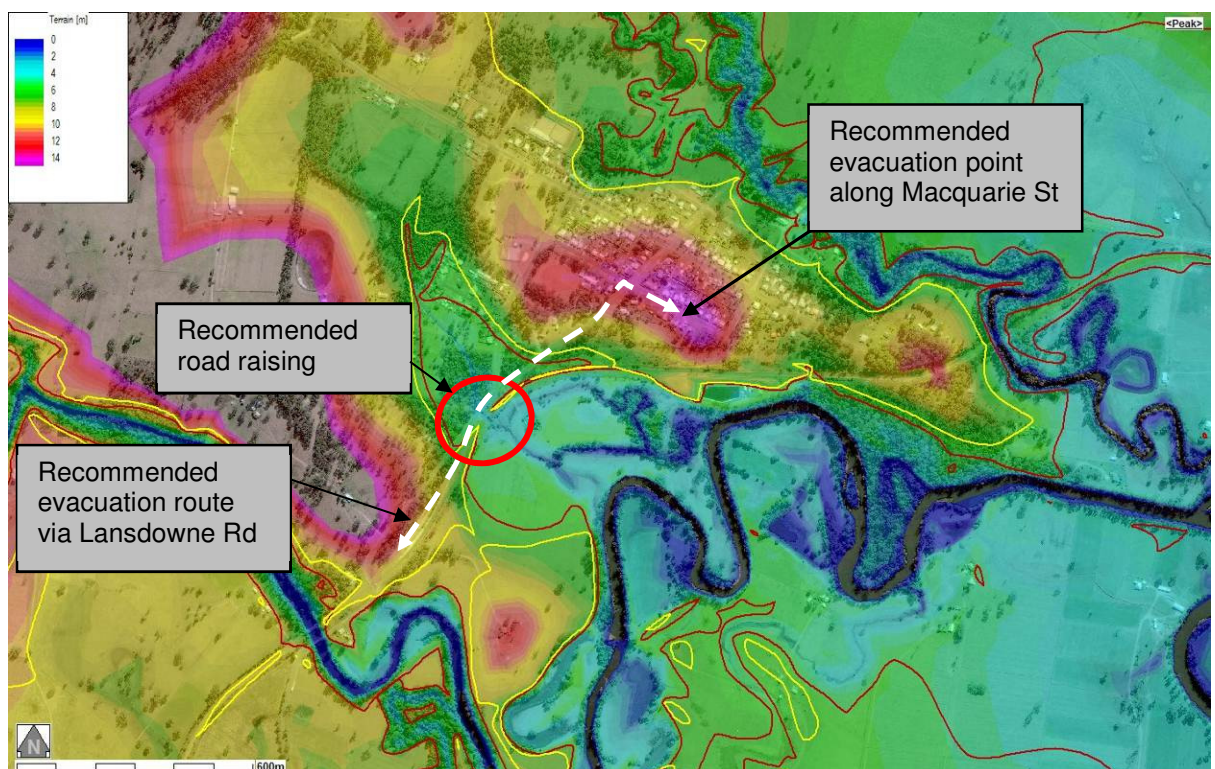 Terrain [m]
0
2
4
6
8
10
12
14
<Peak>
Recommended
evacuation point
along Macquarie St
Recommended
road raising
Recommended
evacuation route
via Lansdowne Rd
N
600m